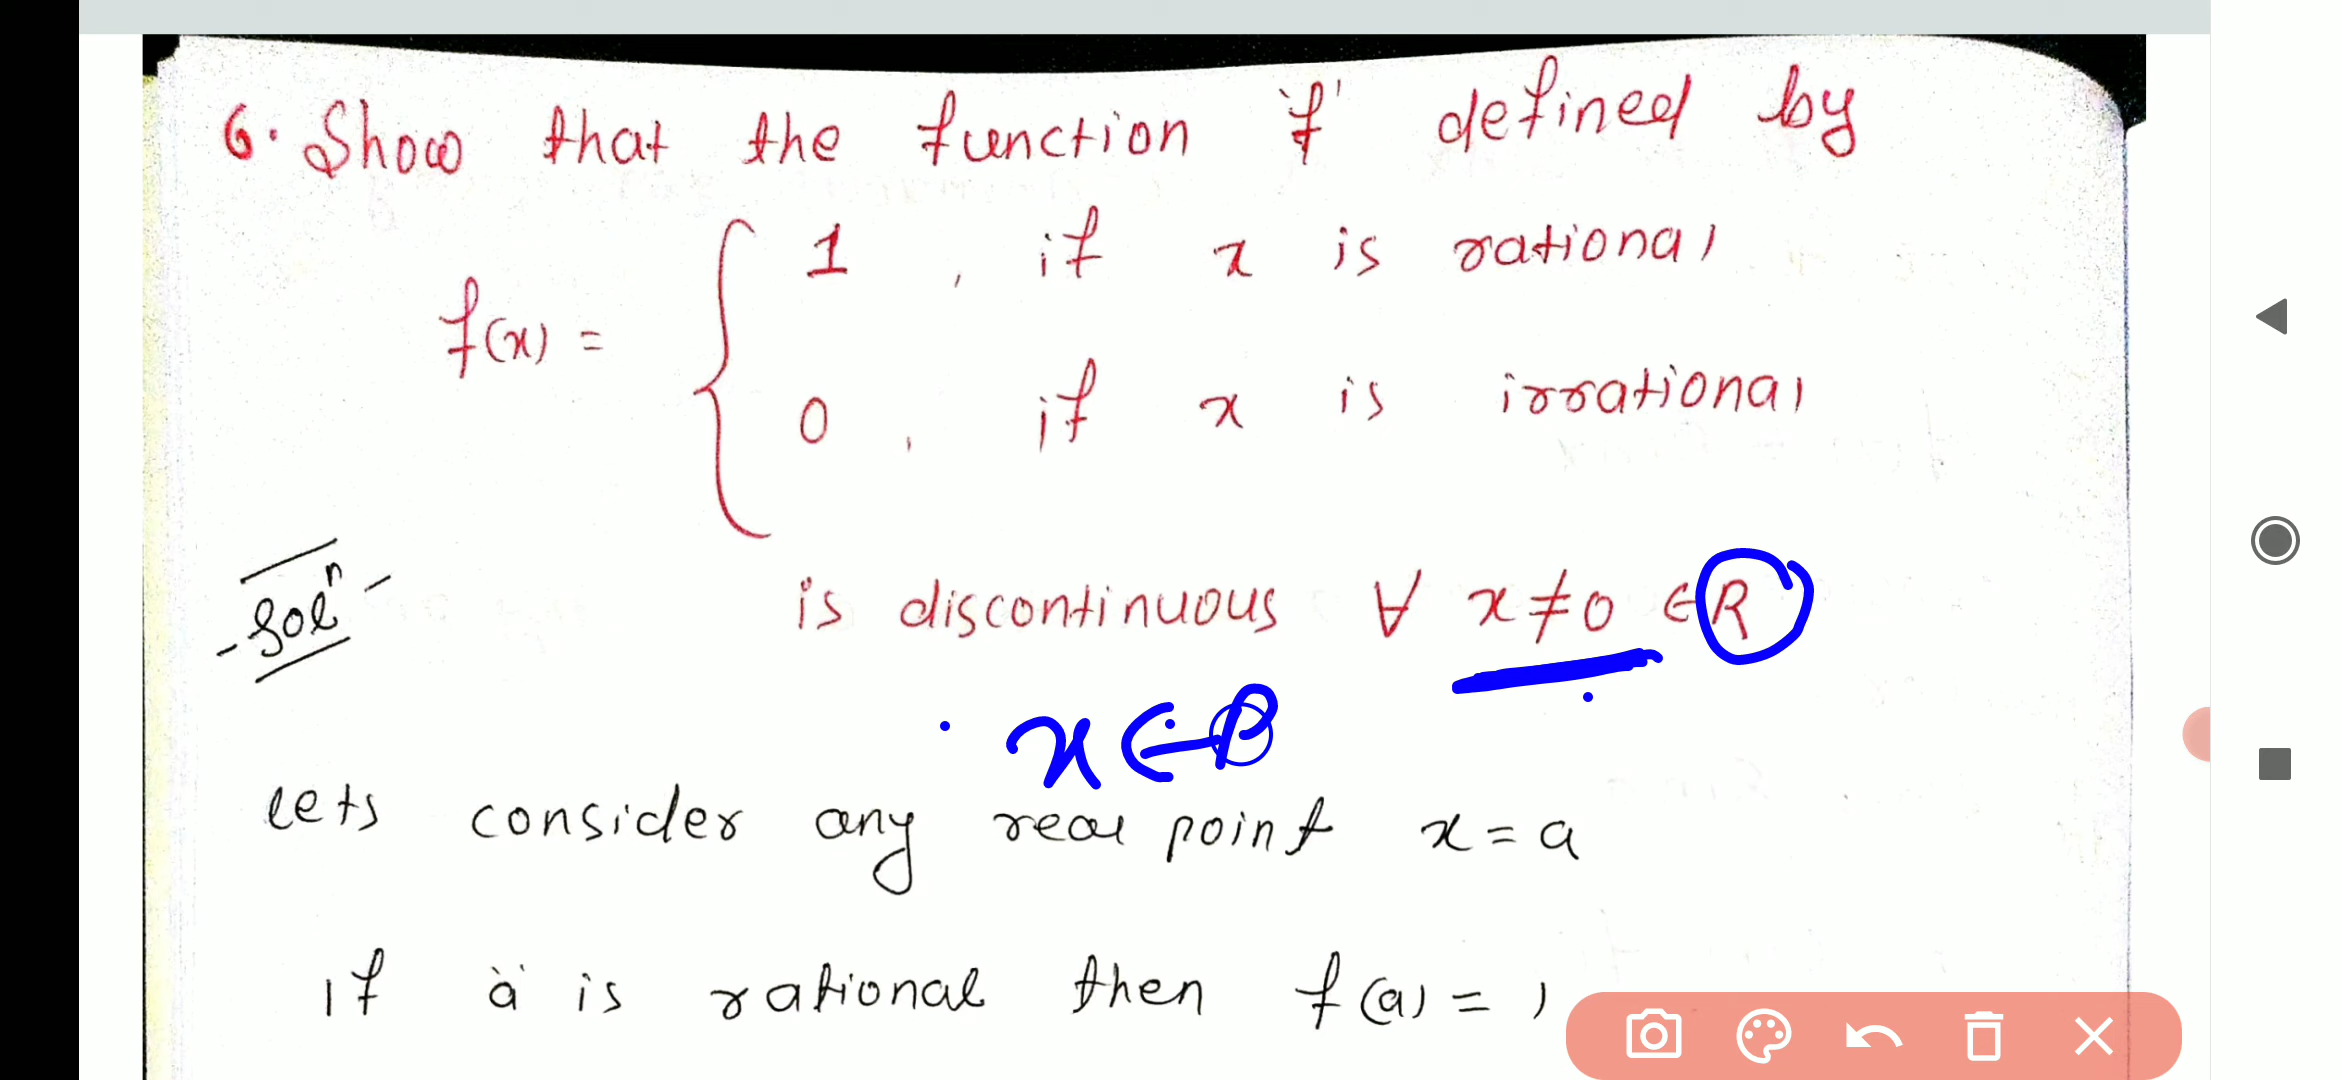 6. Show that the function 'f' defined by
f(x) = { 1 , if x is rational
0 , if x is irrational
is discontinuous ∀ x≠0 ∈ R
Solⁿ -
x ∈ R
lets consider any real point x = a
If 'a' is rational then f(a) = 1